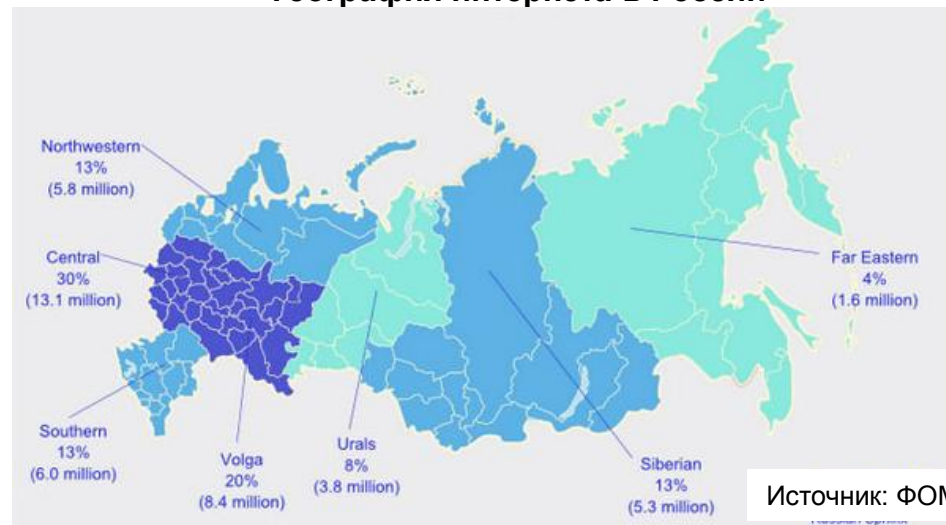 Northwestern
13%
(5.8 million)
Central
30%
(13.1 million)
Far Eastern
4%
(1.6 million)
Southern
13%
(6.0 million)
Volga
20%
(8.4 million)
Urals
8%
(3.8 million)
Siberian
13%
(5.3 million)
Источник: ФОМ